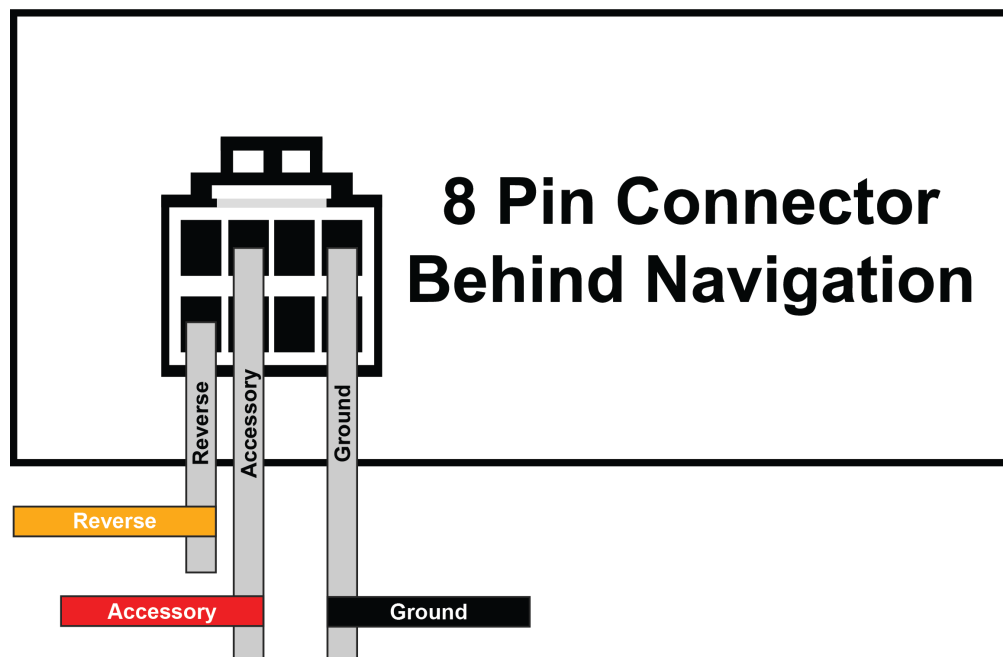 8 Pin Connector
Behind Navigation
Reverse
Accessory
Ground
Reverse
Accessory
Ground